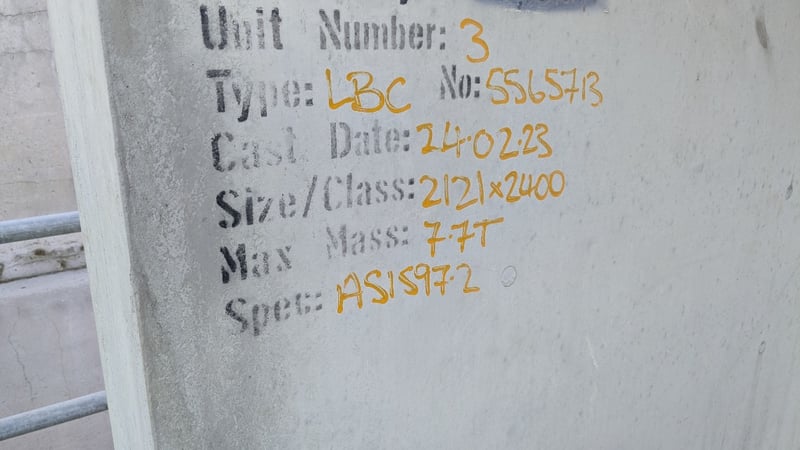 Unit Number: 3
Type: LBC No: 5565713
Cast Date: 24.02.23
Size/Class: 2121x2400
Max Mass: 7.7T
Spec: AS1597.2